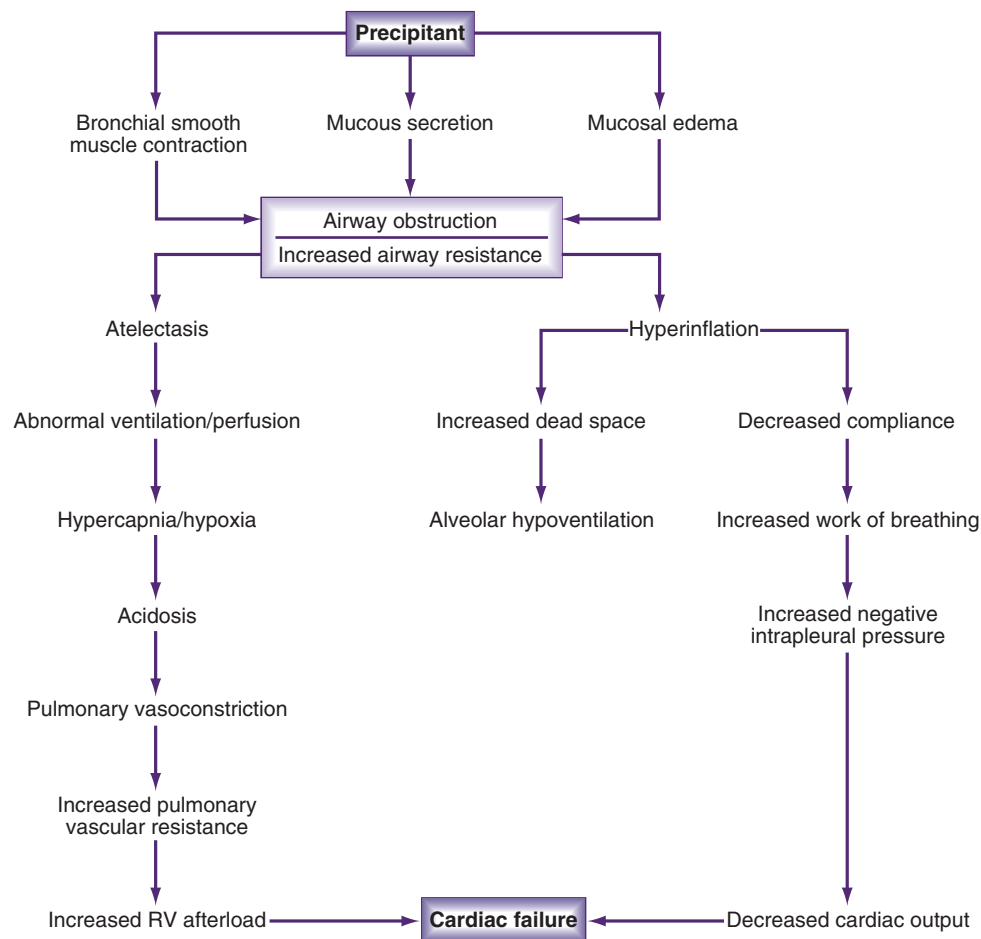 Precipitant
Bronchial smooth
muscle contraction
Mucous secretion
Mucosal edema
Airway obstruction
Increased airway resistance
Atelectasis
Hyperinflation
Abnormal ventilation/perfusion
Increased dead space
Decreased compliance
Hypercapnia/hypoxia
Alveolar hypoventilation
Increased work of breathing
Acidosis
Increased negative
intrapleural pressure
Pulmonary vasoconstriction
Increased pulmonary
vascular resistance
Increased RV afterload
Cardiac failure
Decreased cardiac output